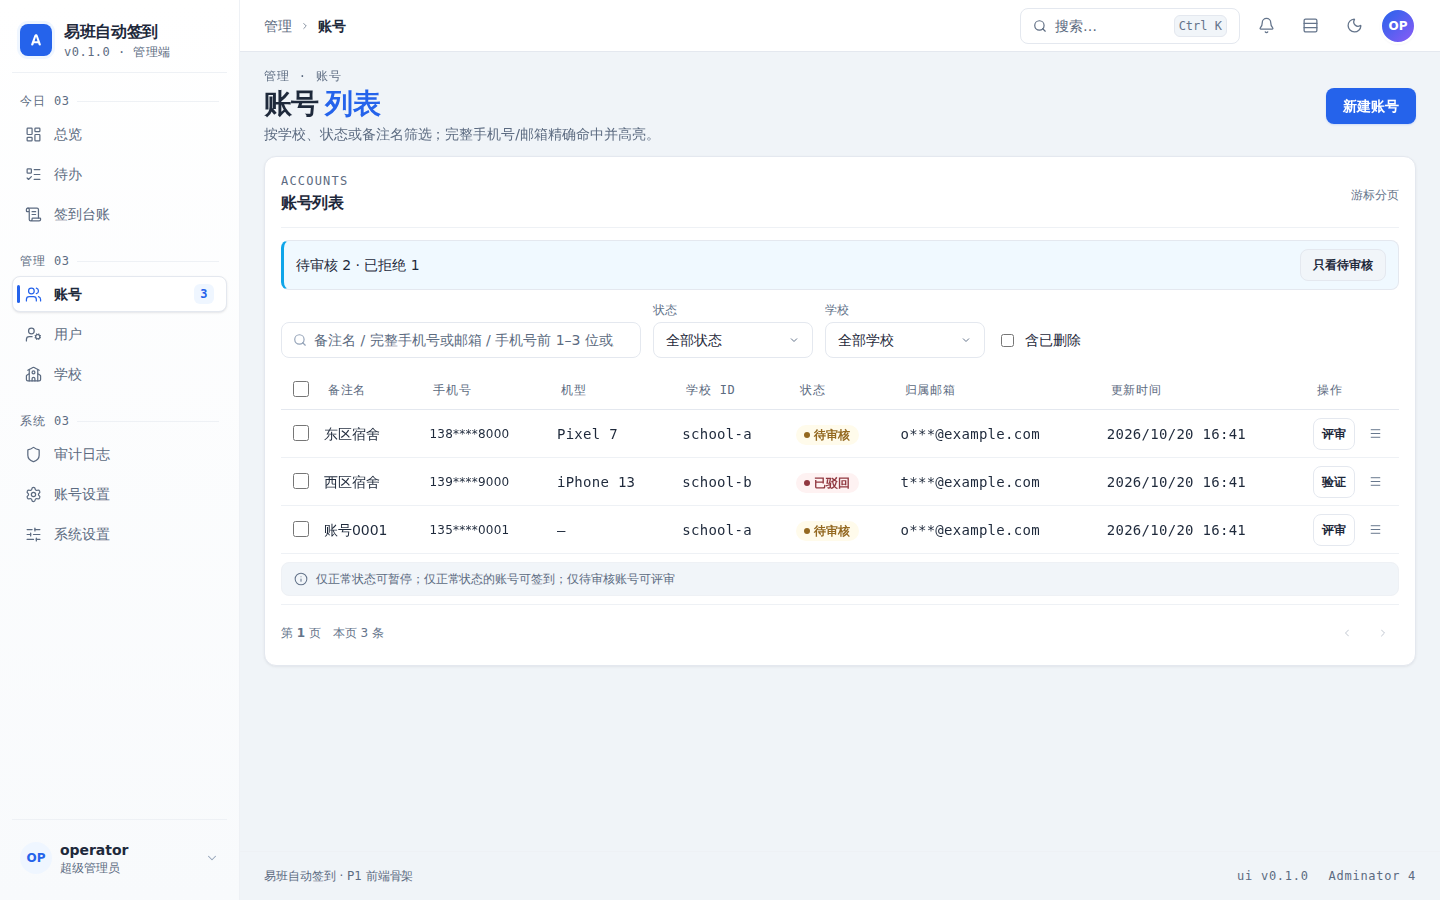 A
易班自动签到
v0.1.0 · 管理端
今日 03
总览
待办
签到台账
管理 03
账号 3
用户
学校
系统 03
审计日志
账号设置
系统设置
OP
operator
超级管理员
管理 › 账号
搜索… Ctrl K
OP
管理 · 账号
账号 列表
按学校、状态或备注名筛选；完整手机号/邮箱精确命中并高亮。
新建账号
ACCOUNTS
账号列表
游标分页
待审核 2 · 已拒绝 1
只看待审核
状态 学校
备注名 / 完整手机号或邮箱 / 手机号前 1–3 位或 全部状态 全部学校 含已删除
备注名 手机号 机型 学校 ID 状态 归属邮箱 更新时间 操作
东区宿舍 138****8000 Pixel 7 school-a 待审核 o***@example.com 2026/10/20 16:41 评审
西区宿舍 139****9000 iPhone 13 school-b 已驳回 t***@example.com 2026/10/20 16:41 验证
账号0001 135****0001 — school-a 待审核 o***@example.com 2026/10/20 16:41 评审
仅正常状态可暂停；仅正常状态的账号可签到；仅待审核账号可评审
第 1 页 本页 3 条
易班自动签到 · P1 前端骨架
ui v0.1.0 Adminator 4